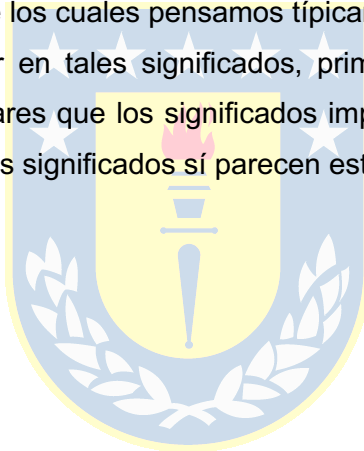 los cuales pensamos típica
en tales significados, prim
ares que los significados imp
s significados sí parecen est